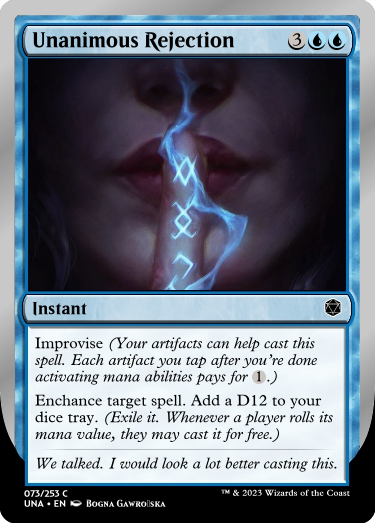 Unanimous Rejection 3
Instant
Improvise (Your artifacts can help cast this
spell. Each artifact you tap after you're done
activating mana abilities pays for 1.)
Enchance target spell. Add a D12 to your
dice tray. (Exile it. Whenever a player rolls its
mana value, they may cast it for free.)
We talked. I would look a lot better casting this.
073/253 C
UNA • EN Bogna Gawrońska
™ & 2023 Wizards of the Coast